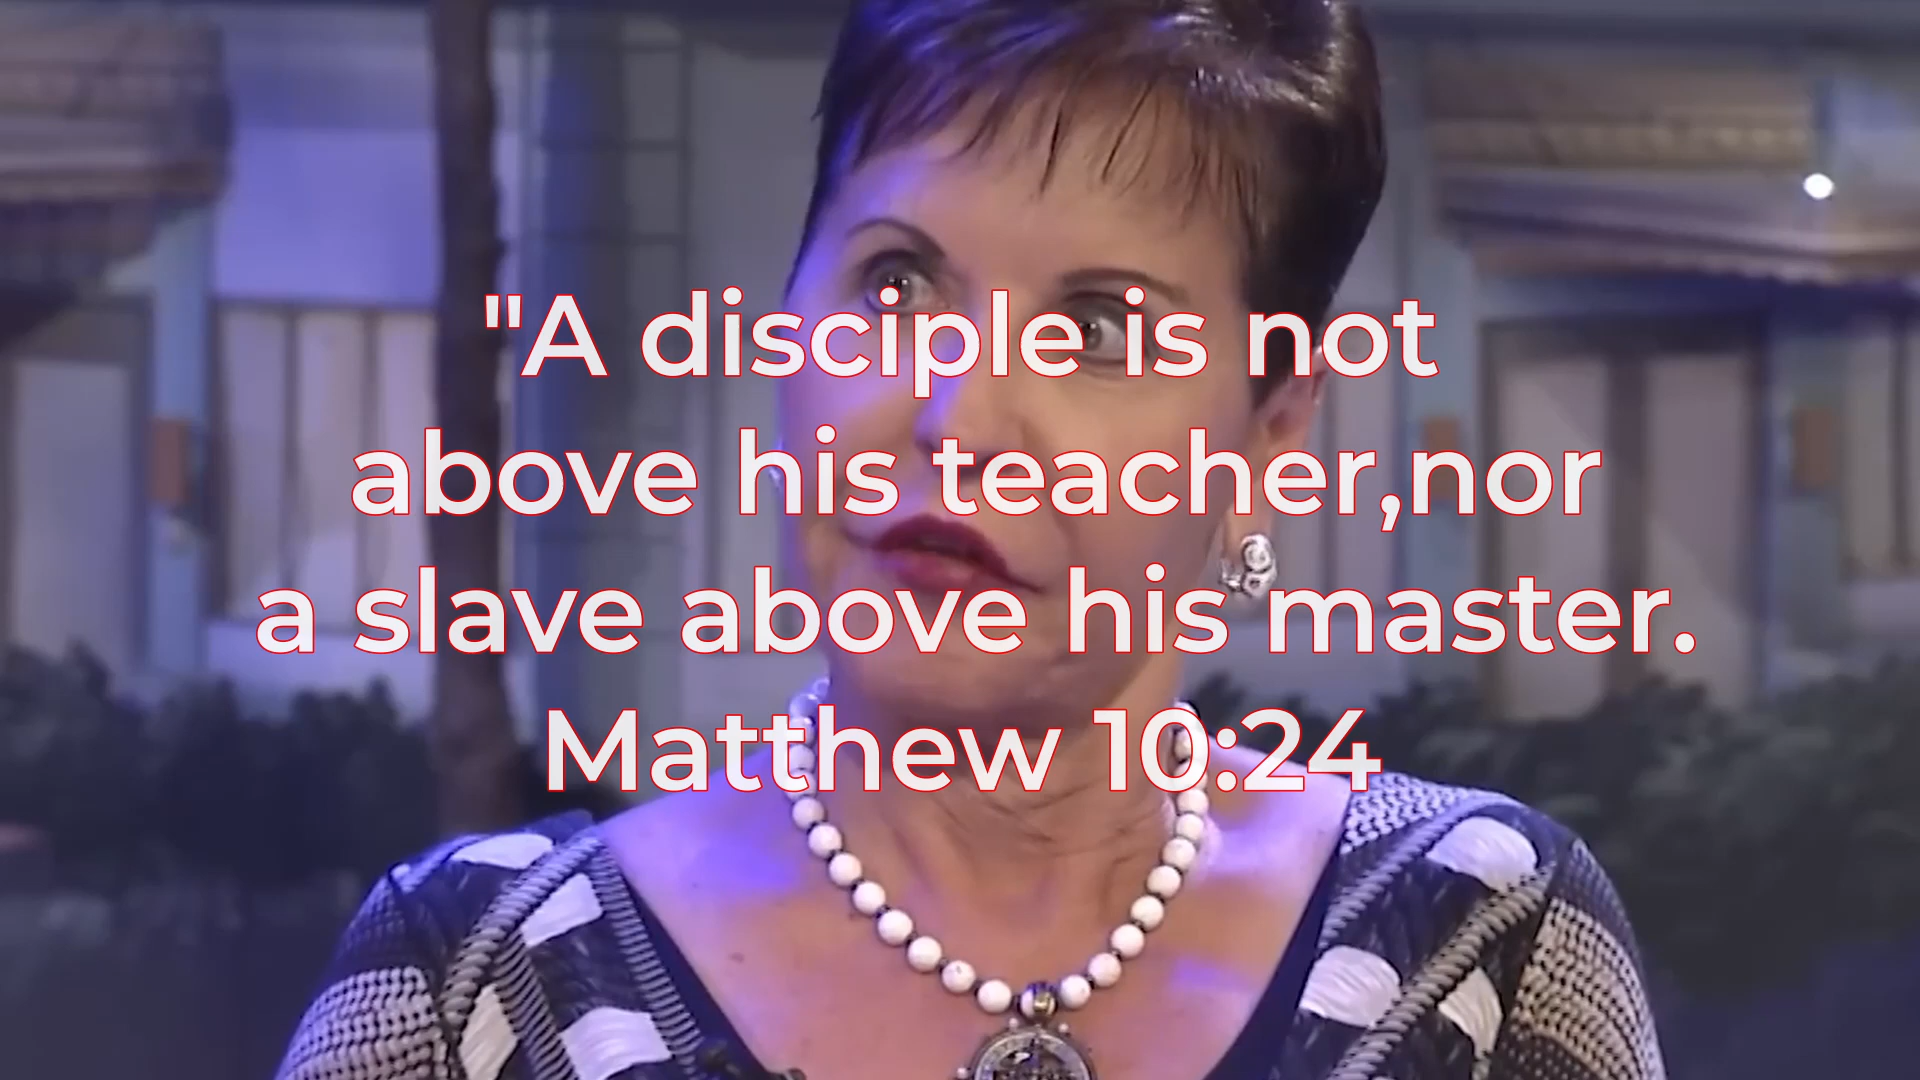 "A disciple is not
above his teacher,nor
a slave above his master.
Matthew 10:24